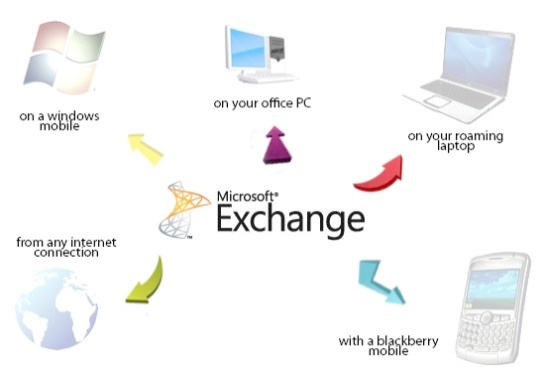 on your office PC
on a windows
mobile
on your roaming
laptop
Microsoft®
Exchange
™
from any internet
connection
with a blackberry
mobile